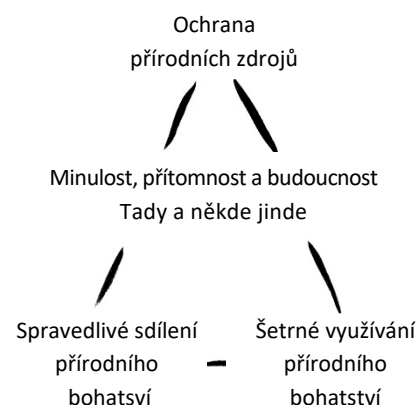 Ochrana
přírodních zdrojů
Minulost, přítomnost a budoucnost
Tady a někde jinde
Spravedlivé sdílení
přírodního
bohatsví
Šetrné využívání
přírodního
bohatství